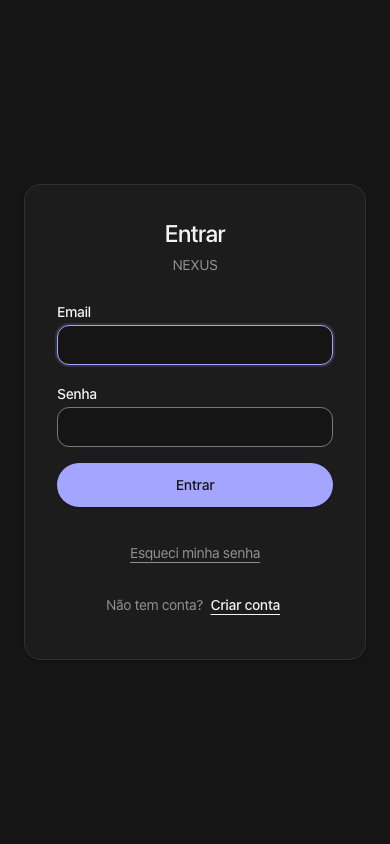 Entrar
NEXUS
Email
Senha
Entrar
Esqueci minha senha
Não tem conta? Criar conta